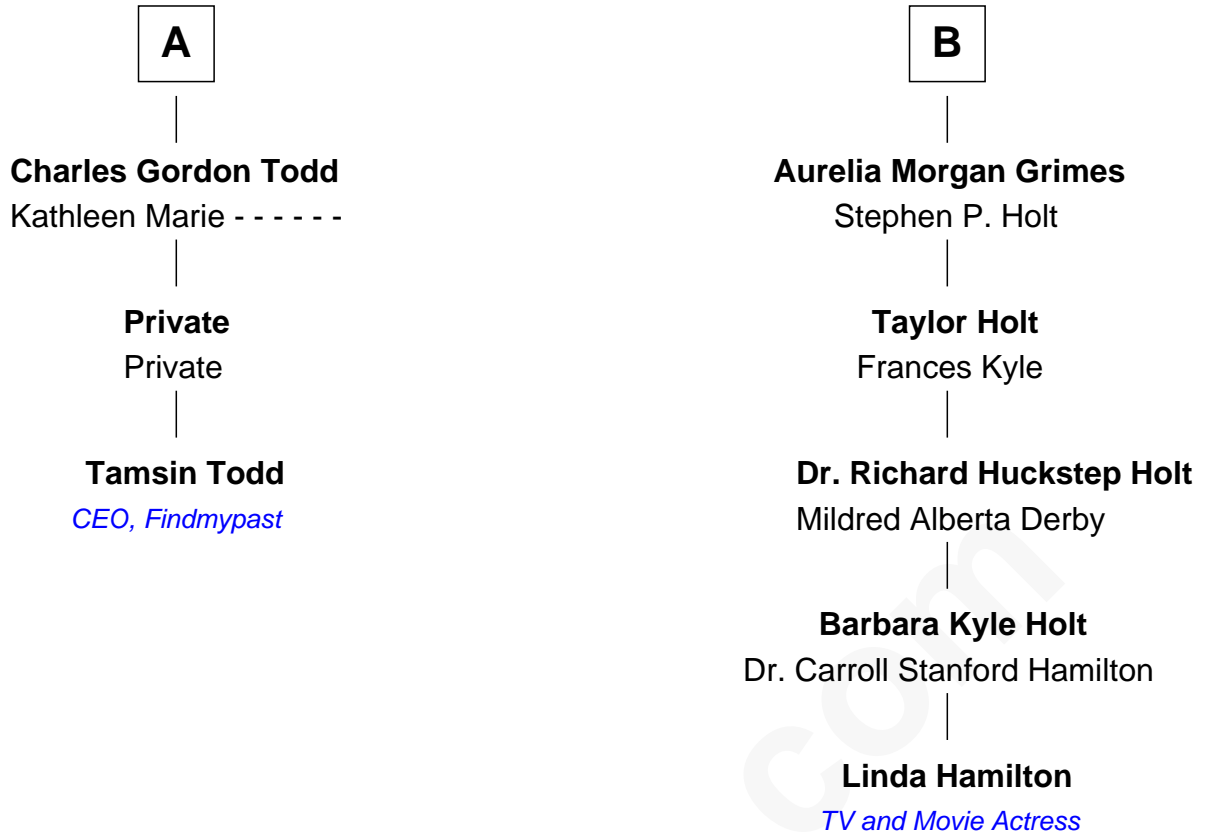 A
Charles Gordon Todd
Kathleen Marie - - - - - -
Private
Private
Tamsin Todd
CEO, Findmypast
B
Aurelia Morgan Grimes
Stephen P. Holt
Taylor Holt
Frances Kyle
Dr. Richard Huckstep Holt
Mildred Alberta Derby
Barbara Kyle Holt
Dr. Carroll Stanford Hamilton
Linda Hamilton
TV and Movie Actress
com